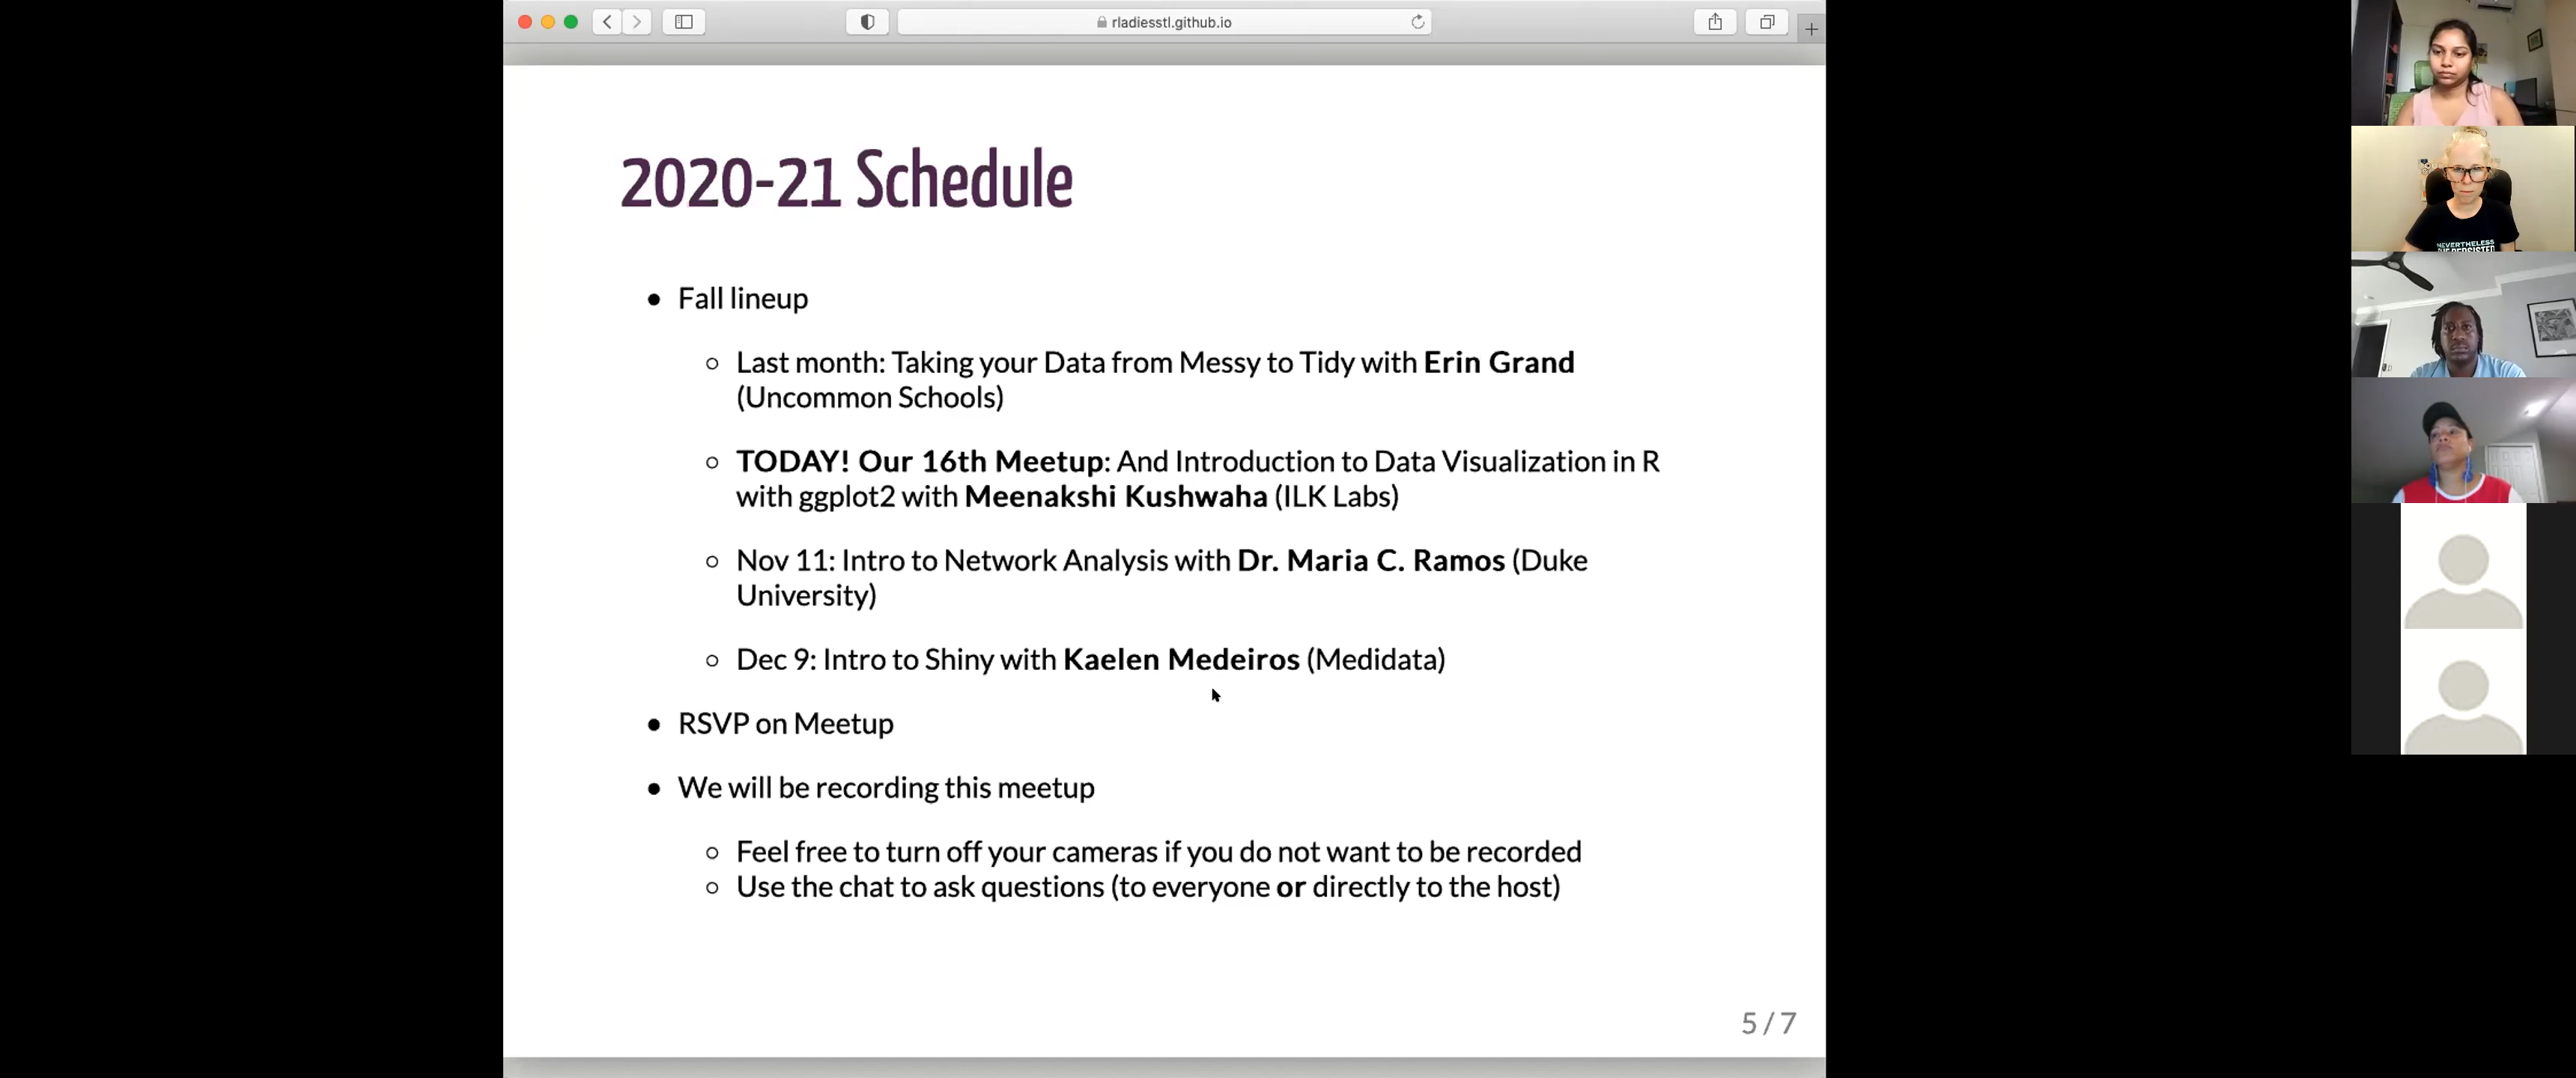 rladiesstl.github.io
2020-21 Schedule
Fall lineup
Last month: Taking your Data from Messy to Tidy with Erin Grand
(Uncommon Schools)
TODAY! Our 16th Meetup: And Introduction to Data Visualization in R
with ggplot2 with Meenakshi Kushwaha (ILK Labs)
Nov 11: Intro to Network Analysis with Dr. Maria C. Ramos (Duke
University)
Dec 9: Intro to Shiny with Kaelen Medeiros (Medidata)
RSVP on Meetup
We will be recording this meetup
Feel free to turn off your cameras if you do not want to be recorded
Use the chat to ask questions (to everyone or directly to the host)
5 / 7
NEVERTHELESS
PERSISTED